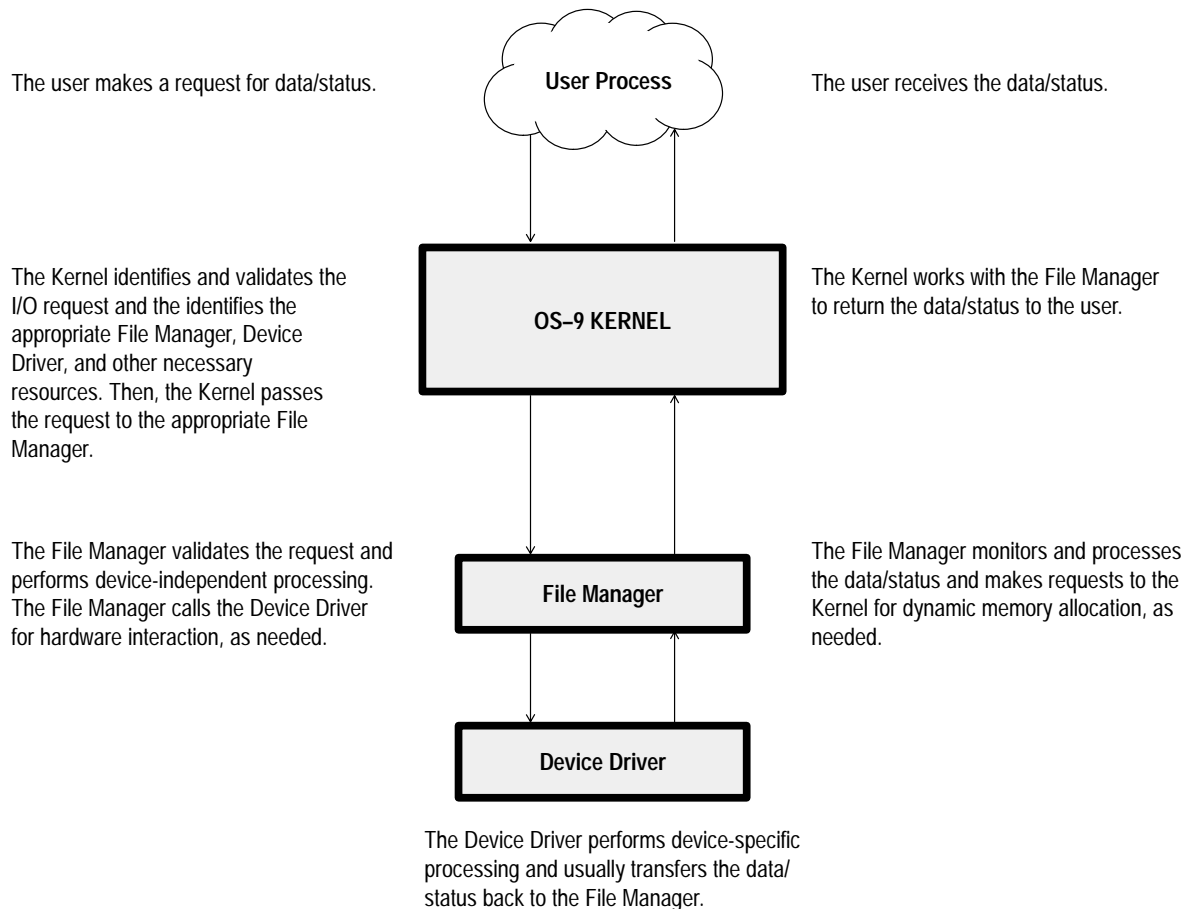 The user makes a request for data/status.
User Process
The user receives the data/status.
The Kernel identifies and validates the
I/O request and the identifies the
appropriate File Manager, Device
Driver, and other necessary
resources. Then, the Kernel passes
the request to the appropriate File
Manager.
OS–9 KERNEL
The Kernel works with the File Manager
to return the data/status to the user.
The File Manager validates the request and
performs device-independent processing.
The File Manager calls the Device Driver
for hardware interaction, as needed.
File Manager
The File Manager monitors and processes
the data/status and makes requests to the
Kernel for dynamic memory allocation, as
needed.
Device Driver
The Device Driver performs device-specific
processing and usually transfers the data/
status back to the File Manager.